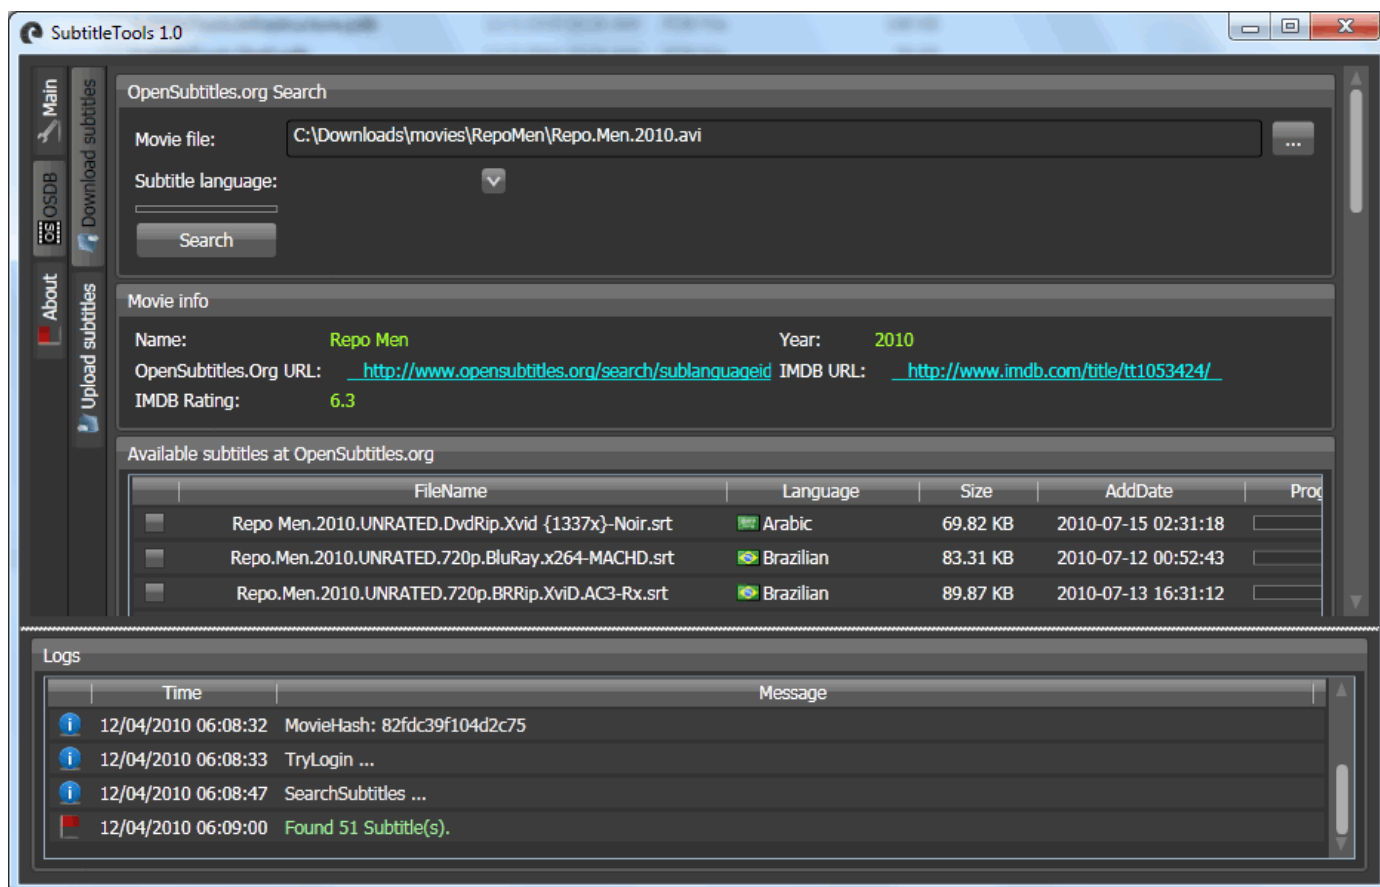 SubtitleTools 1.0
Main
OSDB
About
Download subtitles
Upload subtitles
OpenSubtitles.org Search
Movie file: C:\Downloads\movies\RepoMen\Repo.Men.2010.avi ...
Subtitle language:
Search
Movie info
Name: Repo Men Year: 2010
OpenSubtitles.Org URL: http://www.opensubtitles.org/search/sublanguageid IMDB URL: http://www.imdb.com/title/tt1053424/
IMDB Rating: 6.3
Available subtitles at OpenSubtitles.org
FileName Language Size AddDate Prog
Repo Men.2010.UNRATED.DvdRip.Xvid {1337x}-Noir.srt Arabic 69.82 KB 2010-07-15 02:31:18
Repo.Men.2010.UNRATED.720p.BluRay.x264-MACHD.srt Brazilian 83.31 KB 2010-07-12 00:52:43
Repo.Men.2010.UNRATED.720p.BRRip.XviD.AC3-Rx.srt Brazilian 89.87 KB 2010-07-13 16:31:12
Logs
Time Message
12/04/2010 06:08:32 MovieHash: 82fdc39f104d2c75
12/04/2010 06:08:33 TryLogin ...
12/04/2010 06:08:47 SearchSubtitles ...
12/04/2010 06:09:00 Found 51 Subtitle(s).